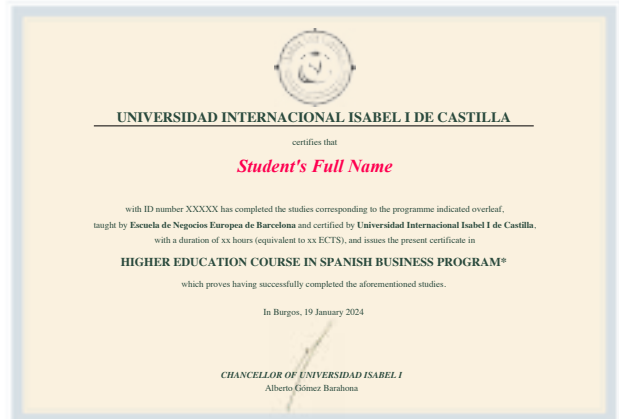 UNIVERSIDAD INTERNACIONAL ISABEL I DE CASTILLA
certifies that
Student's Full Name
with ID number XXXXX has completed the studies corresponding to the programme indicated overleaf,
taught by Escuela de Negocios Europea de Barcelona and certified by Universidad Internacional Isabel I de Castilla,
with a duration of xx hours (equivalent to xx ECTS), and issues the present certificate in
HIGHER EDUCATION COURSE IN SPANISH BUSINESS PROGRAM*
which proves having successfully completed the aforementioned studies.
In Burgos, 19 January 2024
CHANCELLOR OF UNIVERSIDAD ISABEL I
Alberto Gómez Barahona